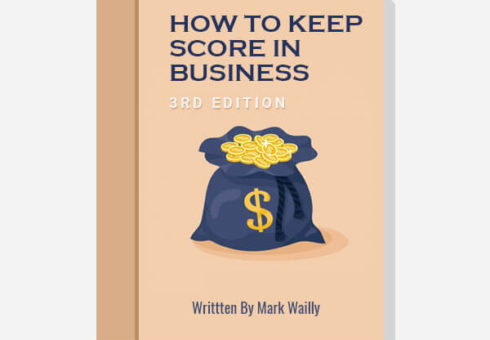 HOW TO KEEP
SCORE IN
BUSINESS
3RD EDITION
$
Writtten By Mark Wailly